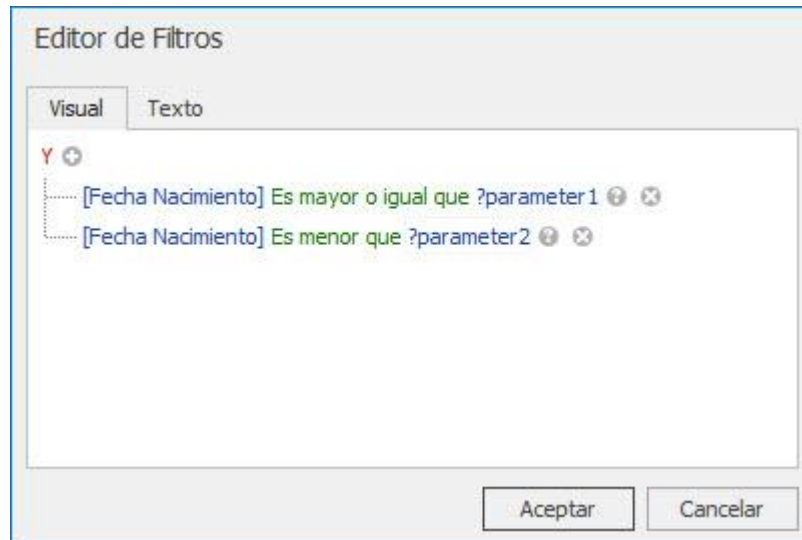 Editor de Filtros
Visual Texto
Y
[Fecha Nacimiento] Es mayor o igual que ?parameter1
[Fecha Nacimiento] Es menor que ?parameter2
Aceptar Cancelar